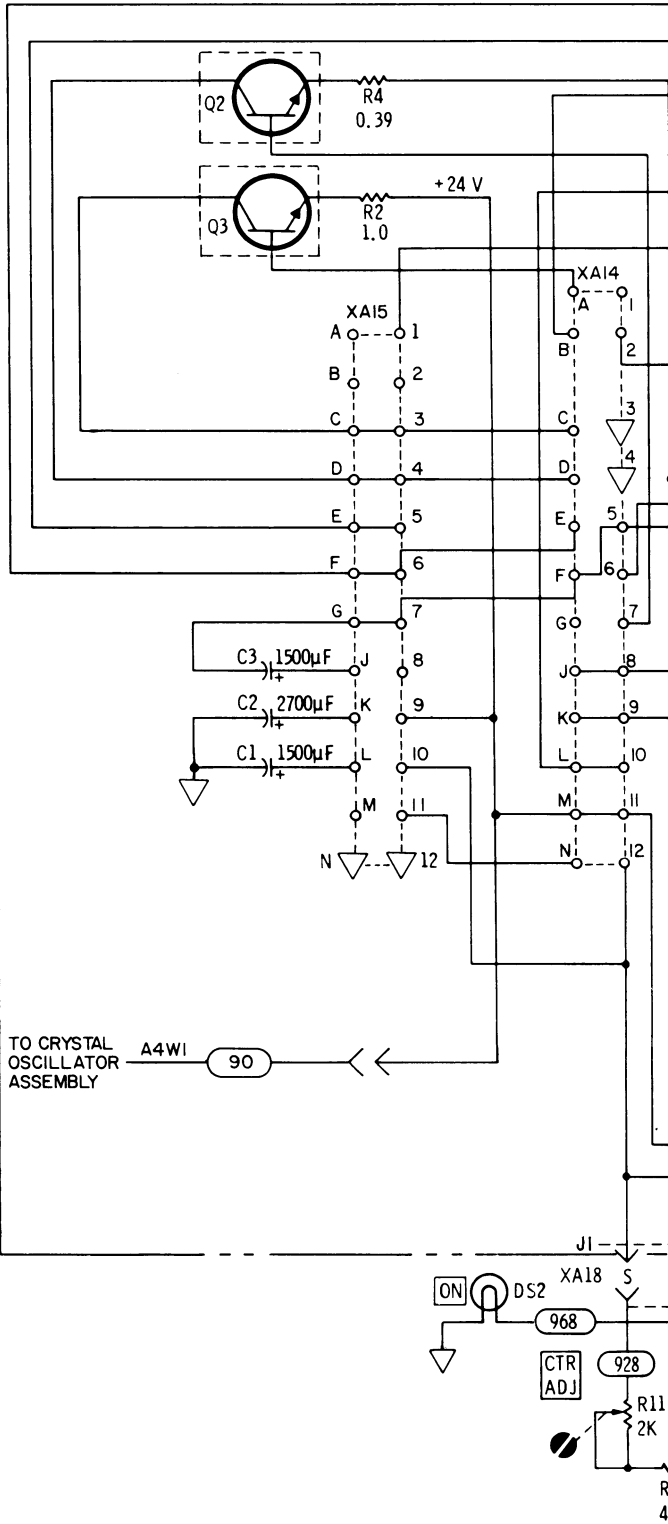 Q2
R4
0.39
Q3
R2
1.0
+24 V
XA14
A
1
XA15
A
1
B
2
B
2
C
3
C
3
D
4
D
4
E
5
E
5
F
6
F
6
G
7
G
7
C3
1500µF
+
J
8
J
8
C2
2700µF
+
K
9
K
9
C1
1500µF
+
L
10
L
10
M
11
M
11
N
12
N
12
TO CRYSTAL
OSCILLATOR
ASSEMBLY
A4W1
90
J1
XA18
S
ON
DS2
968
CTR
ADJ
928
R11
2K
R
4